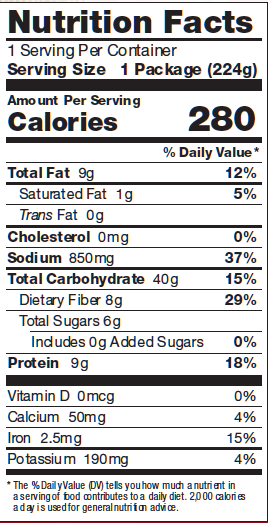 Nutrition Facts
1 Serving Per Container
Serving Size 1 Package (224g)
Amount Per Serving
Calories 280
% Daily Value*
Total Fat 9g 12%
Saturated Fat 1g 5%
Trans Fat 0g
Cholesterol 0mg 0%
Sodium 850mg 37%
Total Carbohydrate 40g 15%
Dietary Fiber 8g 29%
Total Sugars 6g
Includes 0g Added Sugars 0%
Protein 9g 18%
Vitamin D 0mcg 0%
Calcium 50mg 4%
Iron 2.5mg 15%
Potassium 190mg 4%
* The % Daily Value (DV) tells you how much a nutrient in
a serving of food contributes to a daily diet. 2,000 calories
a day is used for general nutrition advice.